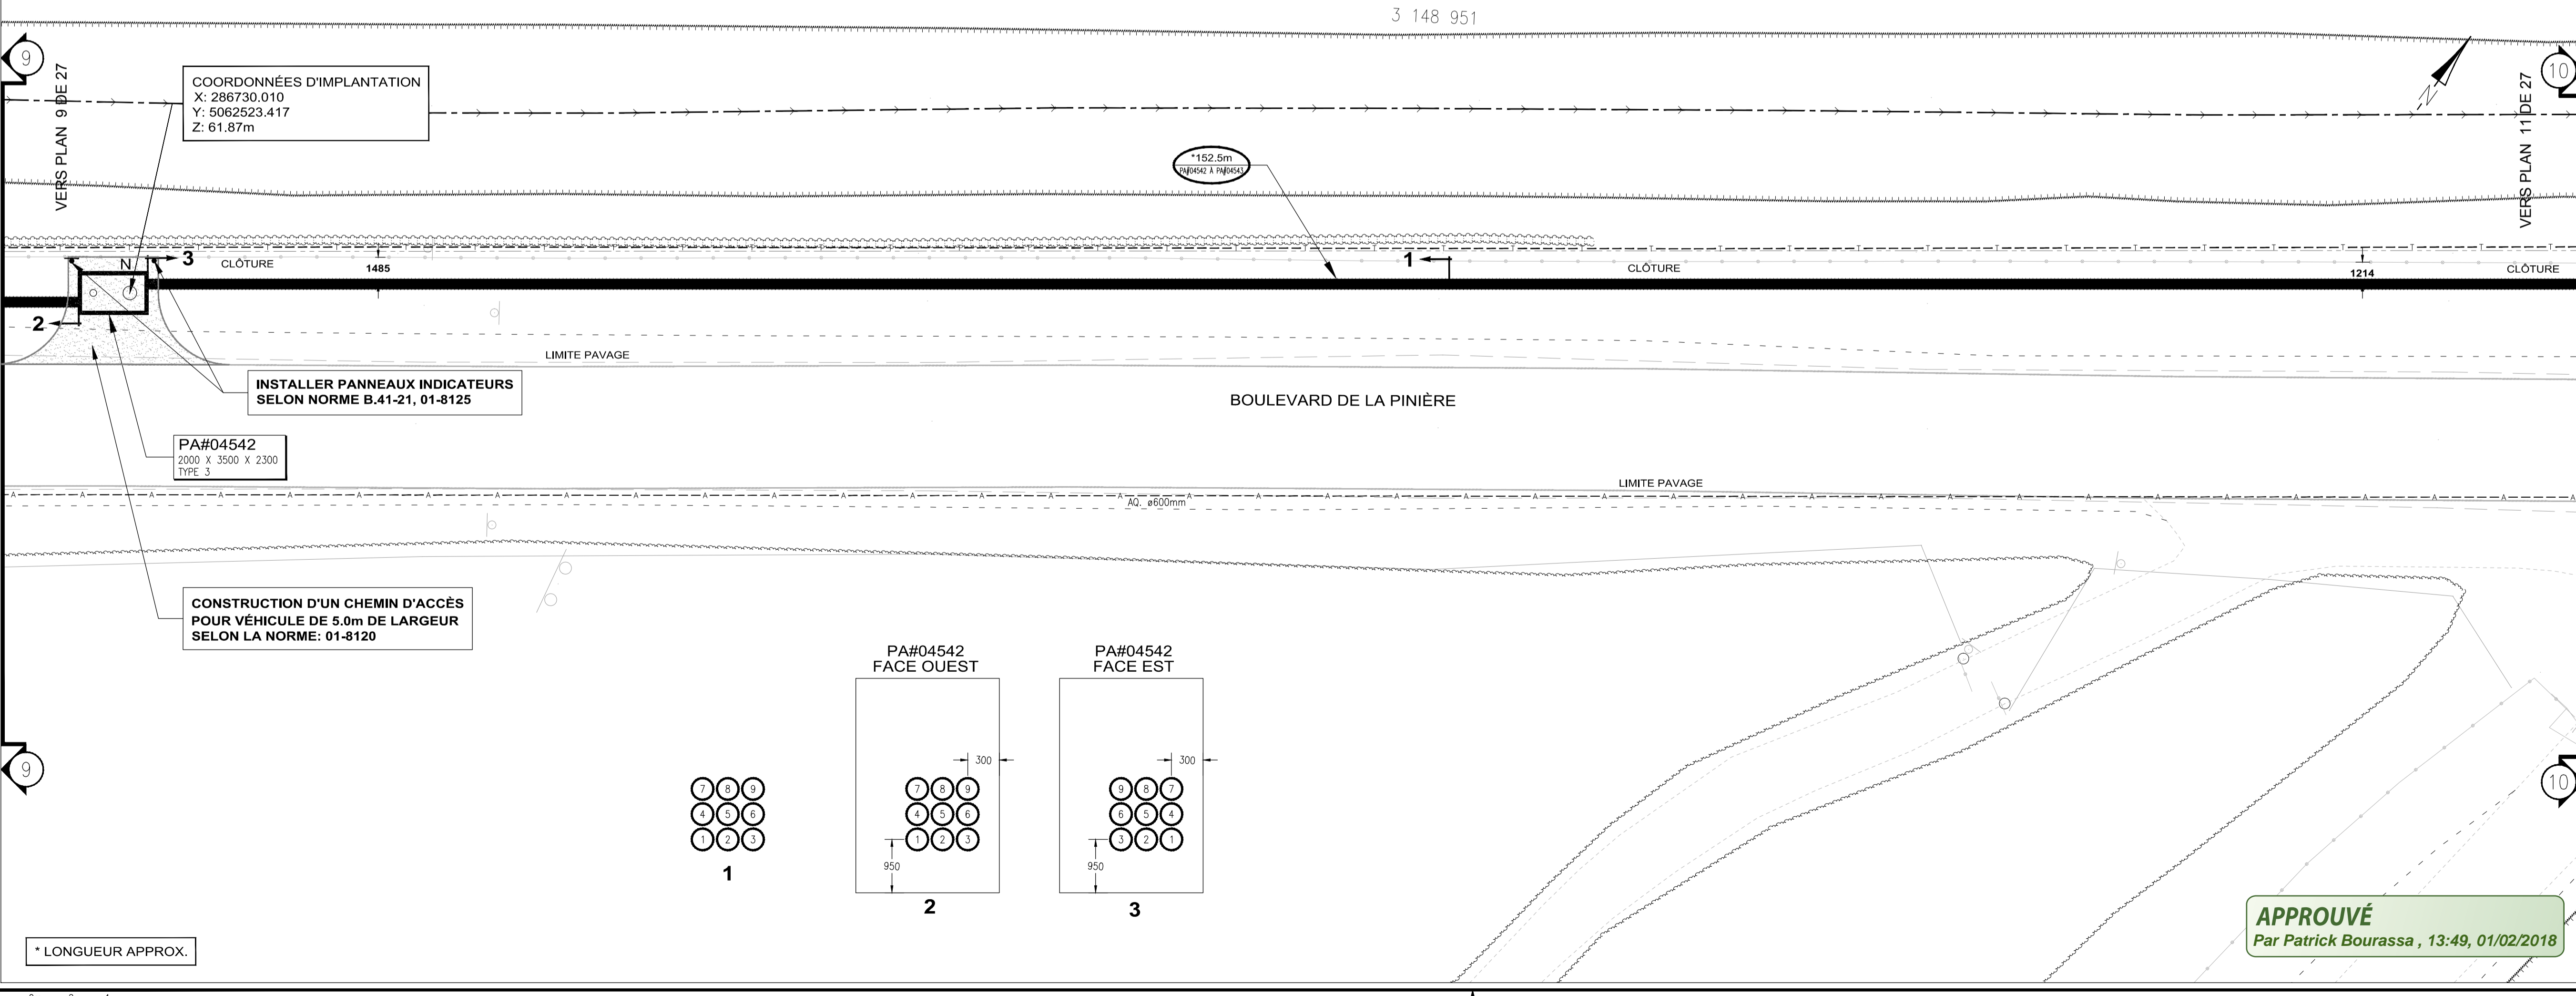 3 148 951
9
10
VERS PLAN 9 DE 27
VERS PLAN 11 DE 27
COORDONNÉES D'IMPLANTATION
X: 286730.010
Y: 5062523.417
Z: 61.87m
N
*152.5m
PA#04542 À PA#04543
N
3
CLÔTURE
1485
1
CLÔTURE
1214
CLÔTURE
2
LIMITE PAVAGE
INSTALLER PANNEAUX INDICATEURS
SELON NORME B.41-21, 01-8125
BOULEVARD DE LA PINIÈRE
PA#04542
2000 X 3500 X 2300
TYPE 3
LIMITE PAVAGE
AQ. ø600mm
CONSTRUCTION D'UN CHEMIN D'ACCÈS
POUR VÉHICULE DE 5.0m DE LARGEUR
SELON LA NORME: 01-8120
9
10
7 8 9
4 5 6
1 2 3
1
PA#04542
FACE OUEST
300
7 8 9
4 5 6
1 2 3
950
2
PA#04542
FACE EST
300
9 8 7
6 5 4
3 2 1
950
3
* LONGUEUR APPROX.
APPROUVÉ
Par Patrick Bourassa , 13:49, 01/02/2018